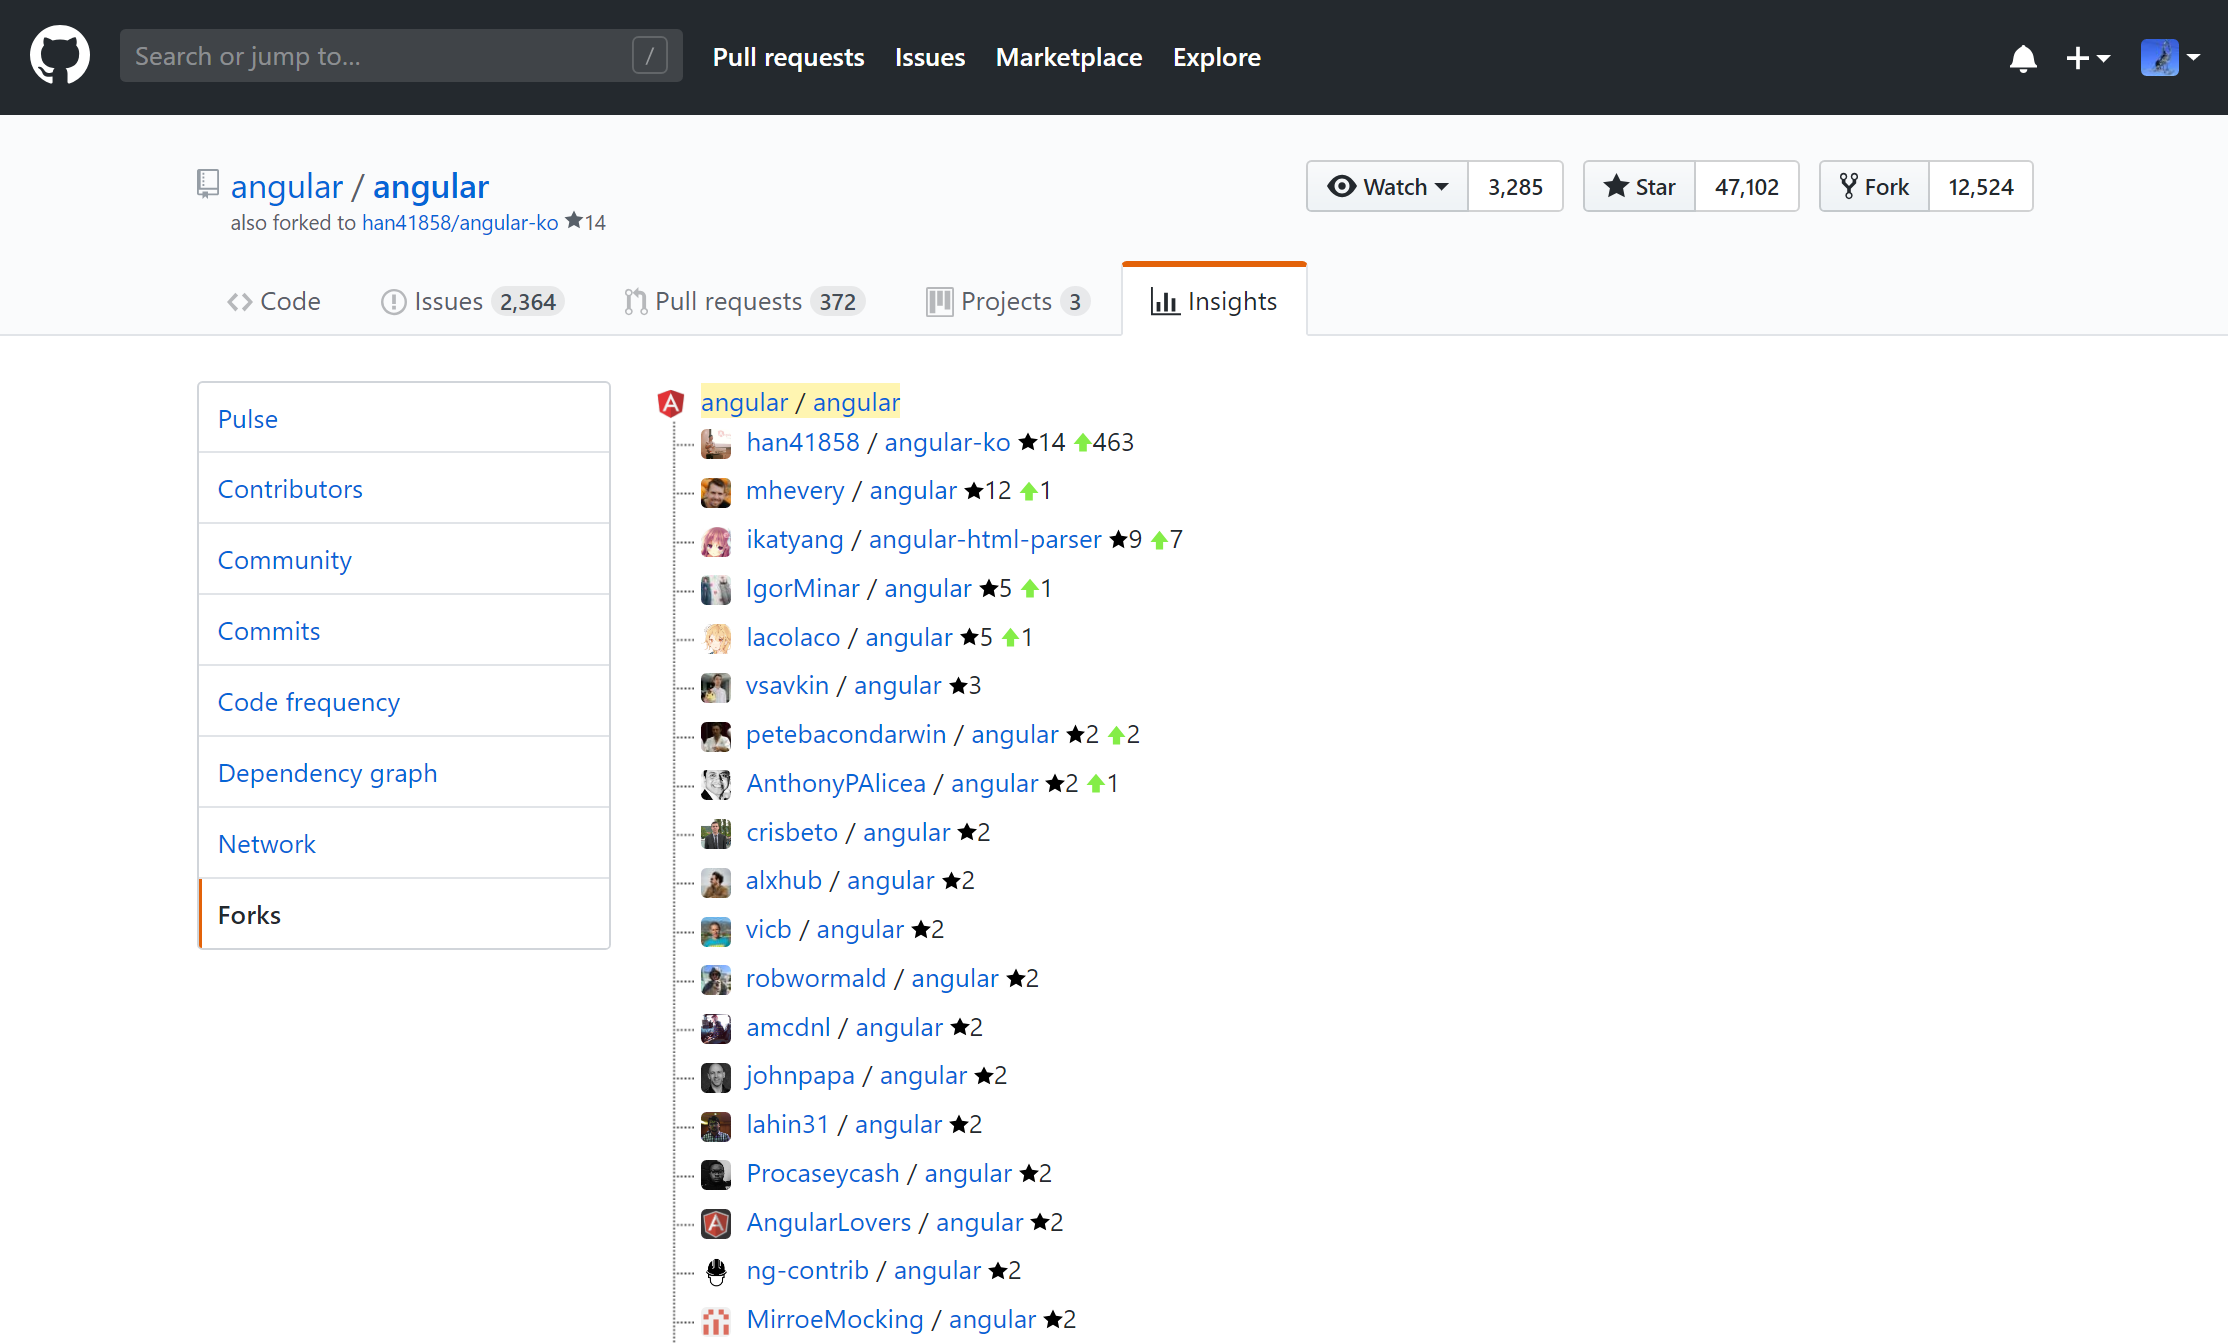 Search or jump to... /
Pull requests Issues Marketplace Explore
angular / angular
also forked to han41858/angular-ko ★14
Watch 3,285 Star 47,102 Fork 12,524
Code Issues 2,364 Pull requests 372 Projects 3 Insights
Pulse
Contributors
Community
Commits
Code frequency
Dependency graph
Network
Forks
angular / angular
han41858 / angular-ko ★14 463
mhevery / angular ★12 1
ikatyang / angular-html-parser ★9 7
IgorMinar / angular ★5 1
lacolaco / angular ★5 1
vsavkin / angular ★3
petebacondarwin / angular ★2 2
AnthonyPAlicea / angular ★2 1
crisbeto / angular ★2
alxhub / angular ★2
vicb / angular ★2
robwormald / angular ★2
amcdnl / angular ★2
johnpapa / angular ★2
lahin31 / angular ★2
Procaseycash / angular ★2
AngularLovers / angular ★2
ng-contrib / angular ★2
MirroeMocking / angular ★2